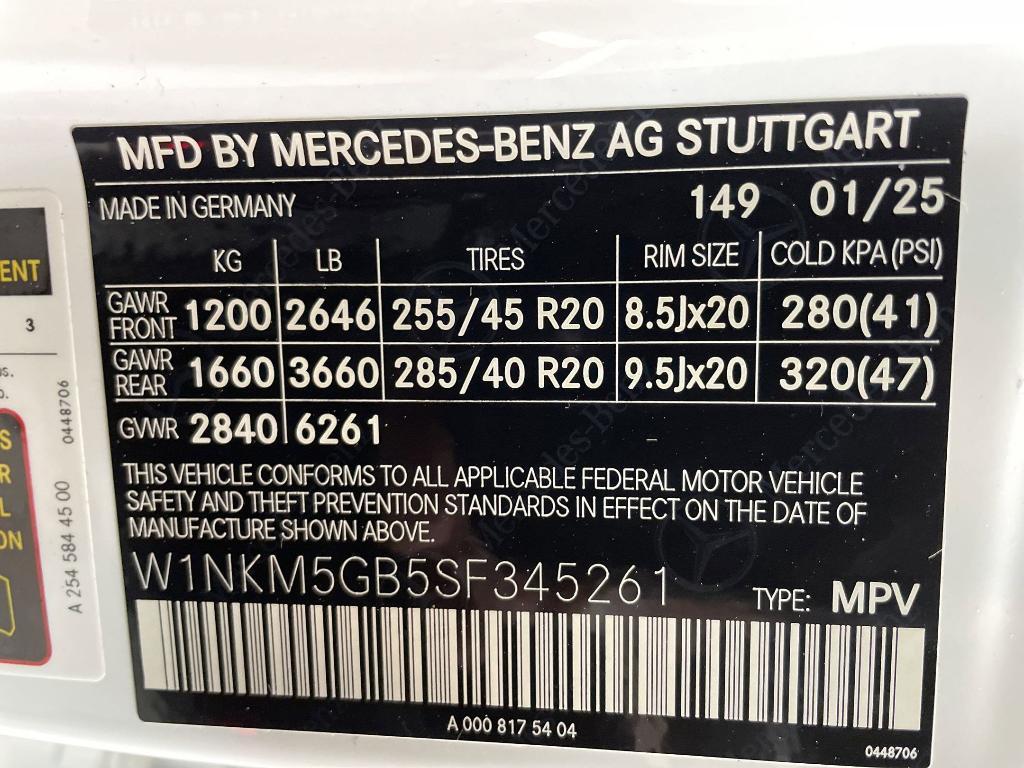 MFD BY MERCEDES-BENZ AG STUTTGART
MADE IN GERMANY 149 01/25
KG LB TIRES RIM SIZE COLD KPA (PSI)
GAWR FRONT 1200 2646 255/45 R20 8.5Jx20 280(41)
GAWR REAR 1660 3660 285/40 R20 9.5Jx20 320(47)
GVWR 2840 6261
THIS VEHICLE CONFORMS TO ALL APPLICABLE FEDERAL MOTOR VEHICLE
SAFETY AND THEFT PREVENTION STANDARDS IN EFFECT ON THE DATE OF
MANUFACTURE SHOWN ABOVE.
W1NKM5GB5SF345261 TYPE: MPV
A 000 817 54 04
0448706
3
A 254 584 45 00 0448706